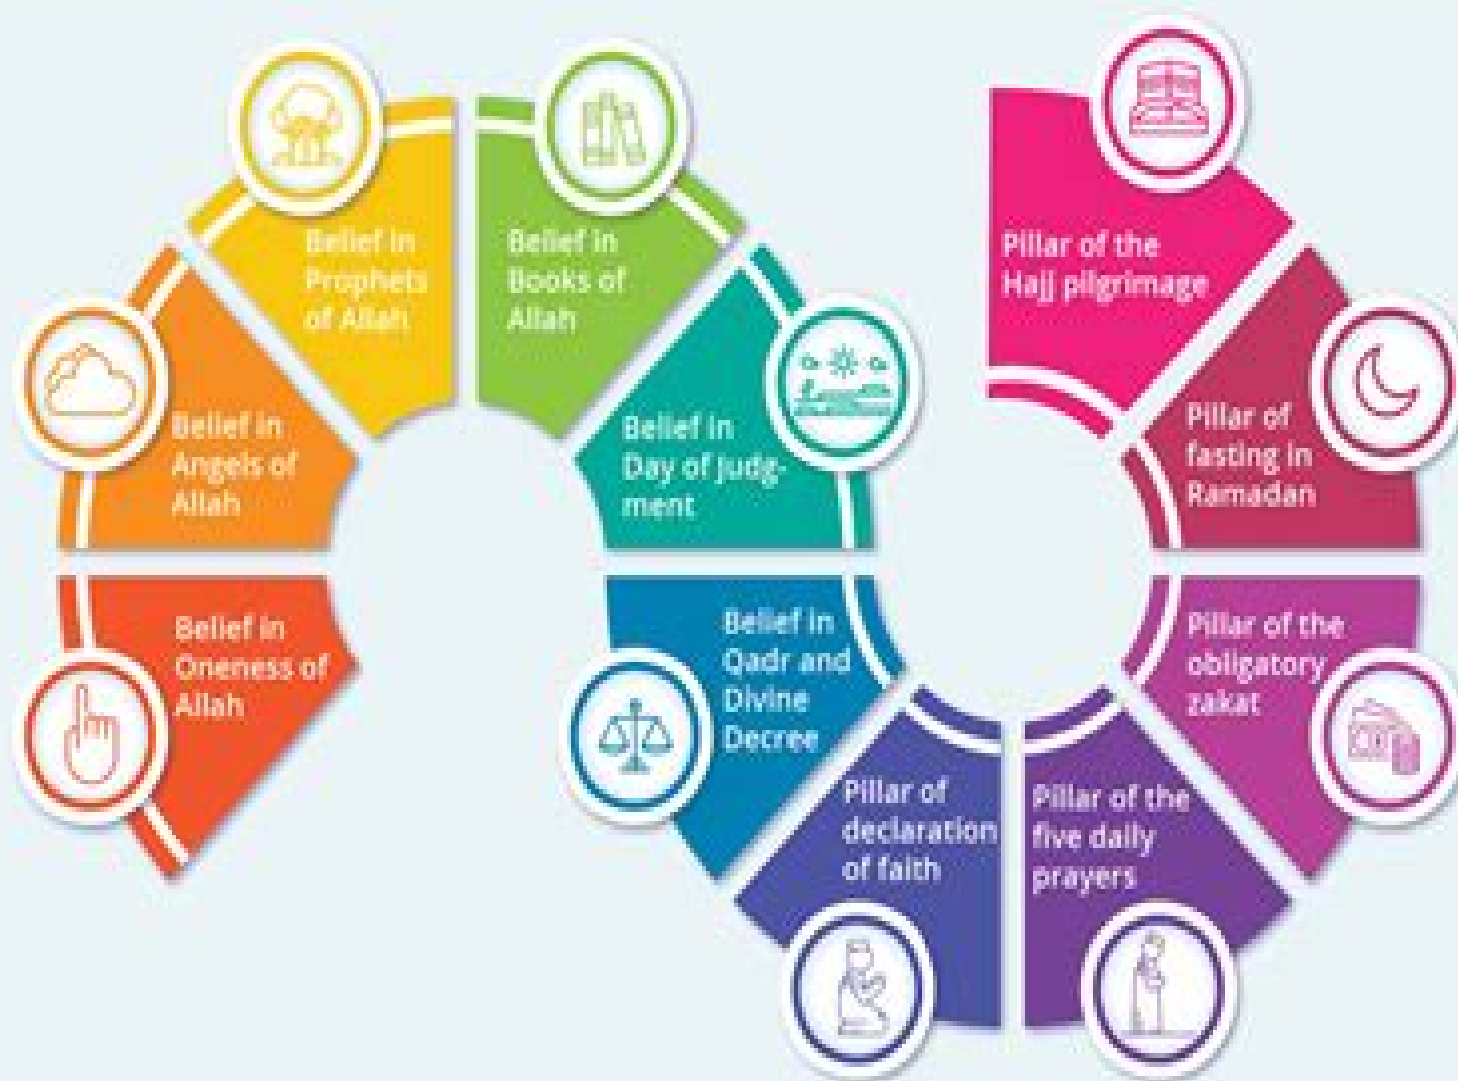 Belief in
Oneness of
Allah
Belief in
Angels of
Allah
Belief in
Prophets
of Allah
Belief in
Books of
Allah
Belief in
Day of Judg-
ment
Belief in
Qadr and
Divine
Decree
Pillar of
declaration
of faith
Pillar of the
five daily
prayers
Pillar of the
obligatory
zakat
Pillar of
fasting in
Ramadan
Pillar of the
Hajj pilgrimage